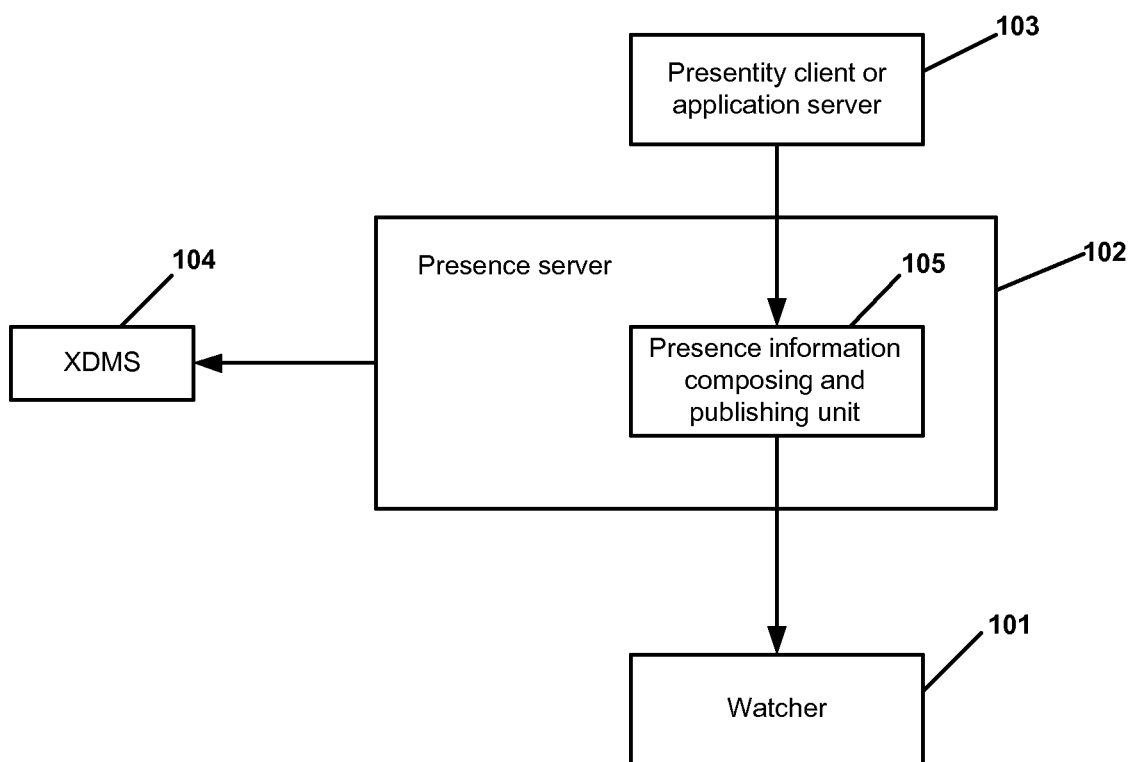 103
Presentity client or
application server
104
Presence server
105
102
XDMS
Presence information
composing and
publishing unit
101
Watcher